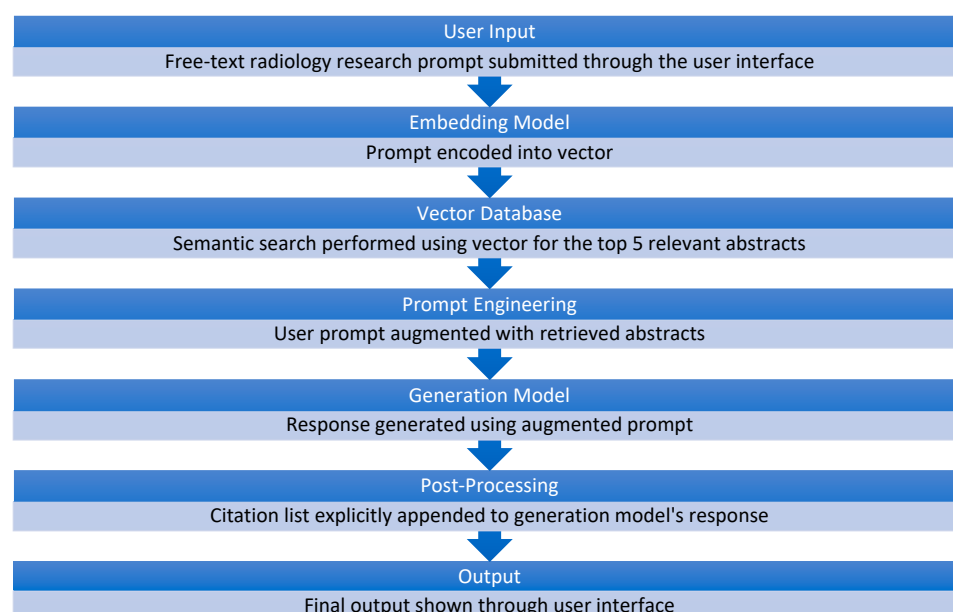 User Input
Free-text radiology research prompt submitted through the user interface
Embedding Model
Prompt encoded into vector
Vector Database
Semantic search performed using vector for the top 5 relevant abstracts
Prompt Engineering
User prompt augmented with retrieved abstracts
Generation Model
Response generated using augmented prompt
Post-Processing
Citation list explicitly appended to generation model's response
Output
Final output shown through user interface